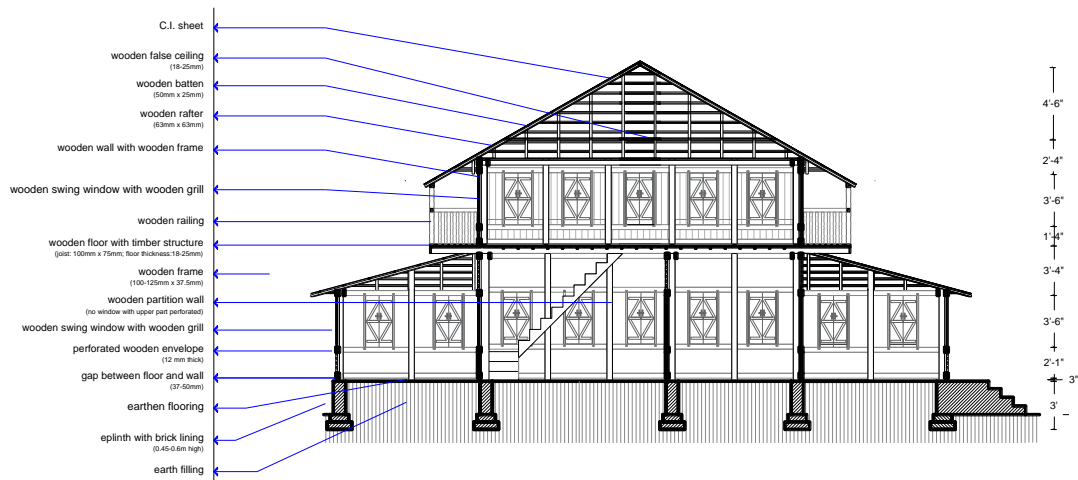 C.I. sheet
wooden false ceiling
(18-25mm)
wooden batten
(50mm x 25mm)
wooden rafter
(63mm x 63mm)
wooden wall with wooden frame
wooden swing window with wooden grill
wooden railing
wooden floor with timber structure
(joist: 100mm x 75mm; floor thickness:18-25mm)
wooden frame
(100-125mm x 37.5mm)
wooden partition wall
(no window with upper part perforated)
wooden swing window with wooden grill
perforated wooden envelope
(12 mm thick)
gap between floor and wall
(37-50mm)
earthen flooring
eplinth with brick lining
(0.45-0.6m high)
earth filling
4'-6"
2'-4"
3'-6"
1'-4"
3'-4"
3'-6"
2'-1"
3"
3'